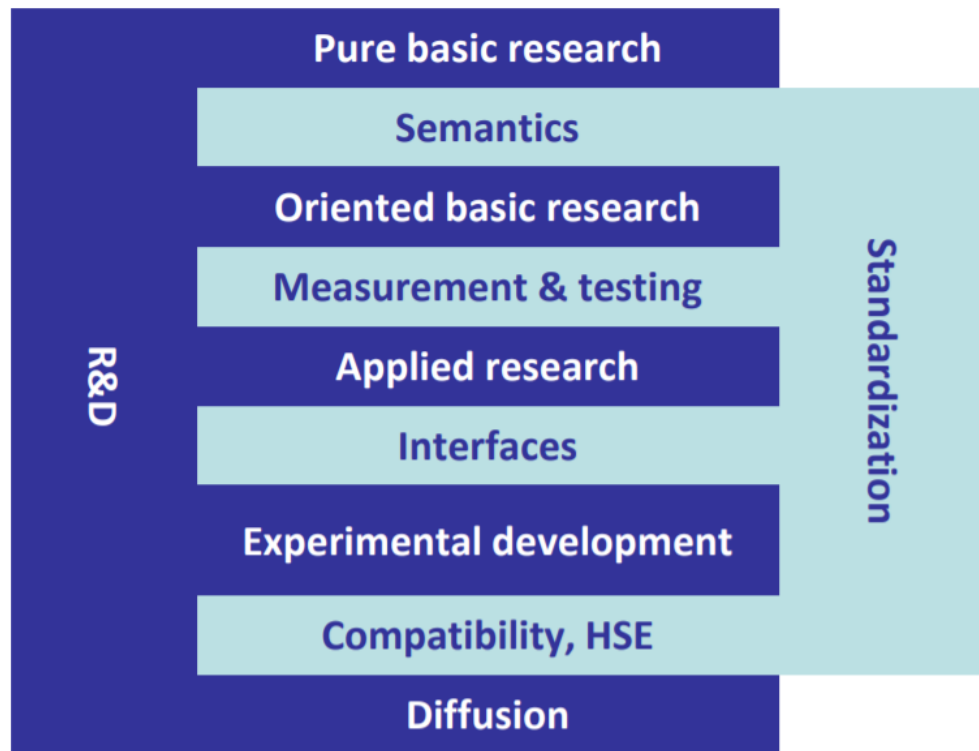 Pure basic research
Semantics
Oriented basic research
Measurement & testing
Applied research
Interfaces
Experimental development
Compatibility, HSE
Diffusion
R&D
Standardization